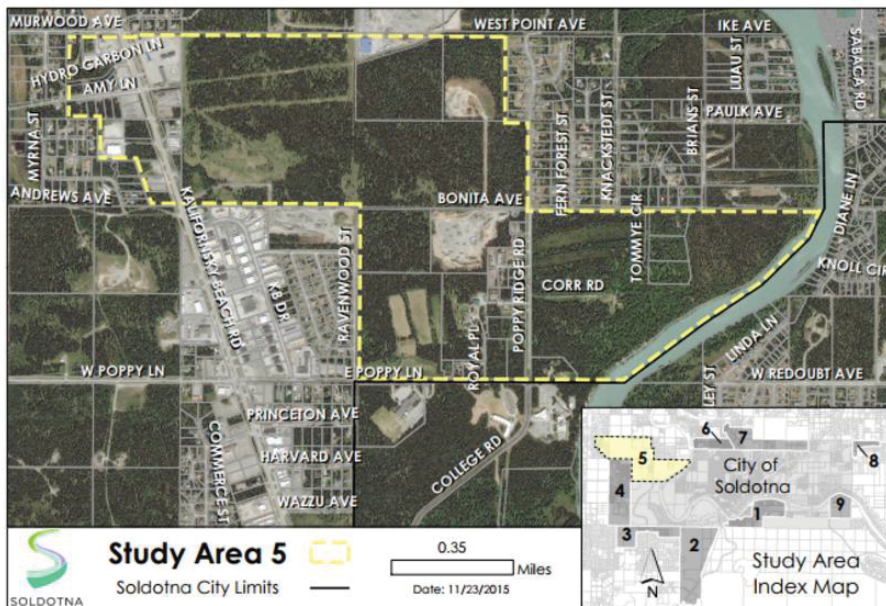 MURWOOD AVE
WEST POINT AVE
IKE AVE
HYDRO CARBON LN
AMY LN
LUAU ST
SABACA RD
PAULK AVE
MYRNA ST
FERN FOREST ST
KNACKSTEDT ST
BRIANS ST
ANDREWS AVE
BONITA AVE
DIANE LN
KALIFORNSKY BEACH RD
K B DR
RAVENWOOD ST
POPPY RIDGE RD
TOMMYE CIR
KNOLL CIR
CORR RD
ROYAL PL
LINDA LN
W POPPY LN
E POPPY LN
LEY ST
W REDOUBT AVE
PRINCETON AVE
COMMERCE ST
HARVARD AVE
COLLEGE RD
WAZZU AVE
6
7
5
City of
Soldotna
8
4
9
1
3
2
N
Study Area
Index Map
SOLDOTNA
Study Area 5
Soldotna City Limits
0.35
Miles
Date: 11/23/2015